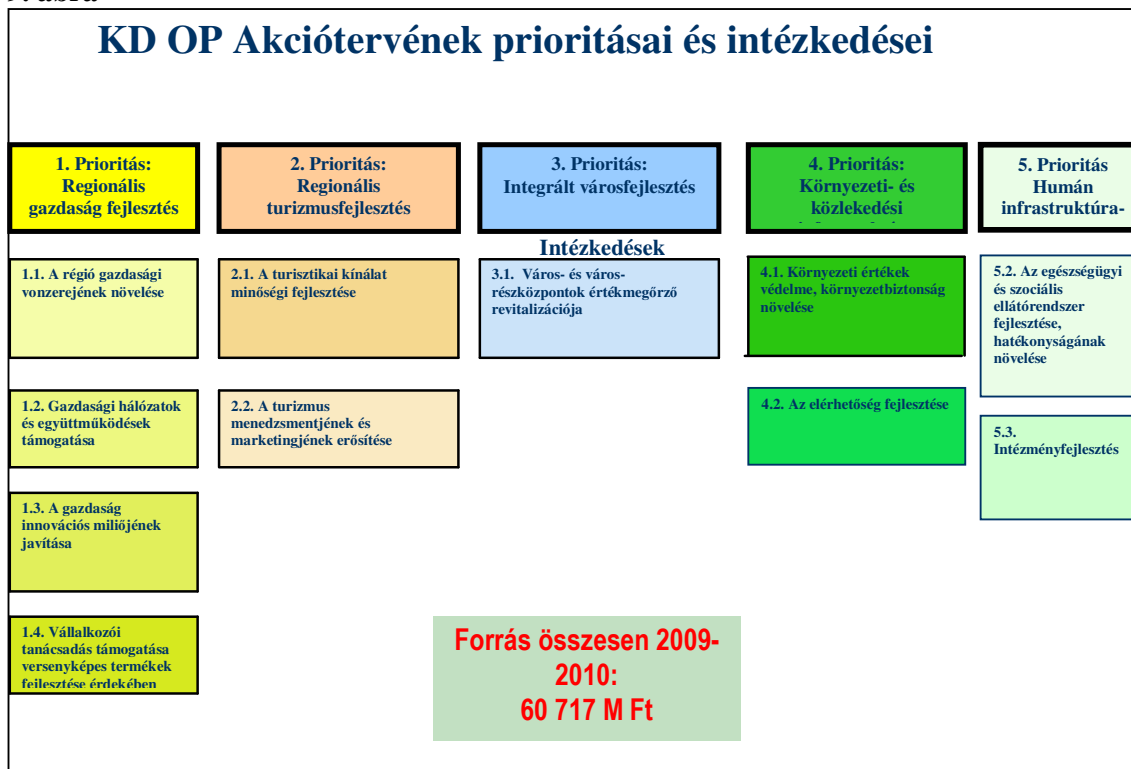 KD OP Akciótervének prioritásai és intézkedései
1. Prioritás:
Regionális
gazdaság fejlesztés
2. Prioritás:
Regionális
turizmusfejlesztés
3. Prioritás:
Integrált városfejlesztés
4. Prioritás:
Környezeti- és
közlekedési
5. Prioritás
Humán
infrastruktúra-
Intézkedések
1.1. A régió gazdasági
vonzerejének növelése
1.2. Gazdasági hálózatok
és együttműködések
támogatása
1.3. A gazdaság
innovációs miliőjének
javítása
1.4. Vállalkozói
tanácsadás támogatása
versenyképes termékek
fejlesztése érdekében
2.1. A turisztikai kínálat
minőségi fejlesztése
2.2. A turizmus
menedzsmentjének és
marketingjének erősítése
3.1. Város- és város-
részközpontok értékmegőrző
revitalizációja
4.1. Környezeti értékek
védelme, környezetbiztonság
növelése
4.2. Az elérhetőség fejlesztése
5.2. Az egészségügyi
és szociális
ellátórendszer
fejlesztése,
hatékonyságának
növelése
5.3.
Intézményfejlesztés
Forrás összesen 2009-
2010:
60 717 M Ft